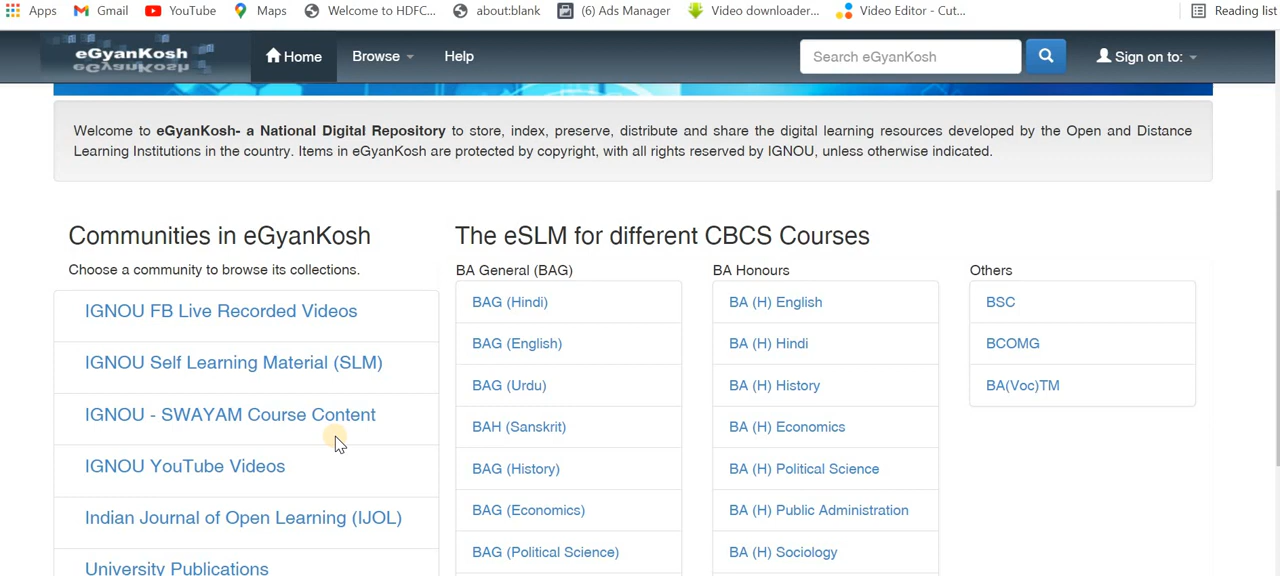 Apps Gmail YouTube Maps Welcome to HDFC... about:blank (6) Ads Manager Video downloader... Video Editor - Cut... Reading list
eGyanKosh Home Browse Help Search eGyanKosh Sign on to:
Welcome to eGyanKosh- a National Digital Repository to store, index, preserve, distribute and share the digital learning resources developed by the Open and Distance
Learning Institutions in the country. Items in eGyanKosh are protected by copyright, with all rights reserved by IGNOU, unless otherwise indicated.
Communities in eGyanKosh
Choose a community to browse its collections.
IGNOU FB Live Recorded Videos
IGNOU Self Learning Material (SLM)
IGNOU - SWAYAM Course Content
IGNOU YouTube Videos
Indian Journal of Open Learning (IJOL)
University Publications
The eSLM for different CBCS Courses
BA General (BAG)
BAG (Hindi)
BAG (English)
BAG (Urdu)
BAH (Sanskrit)
BAG (History)
BAG (Economics)
BAG (Political Science)
BA Honours
BA (H) English
BA (H) Hindi
BA (H) History
BA (H) Economics
BA (H) Political Science
BA (H) Public Administration
BA (H) Sociology
Others
BSC
BCOMG
BA(Voc)TM